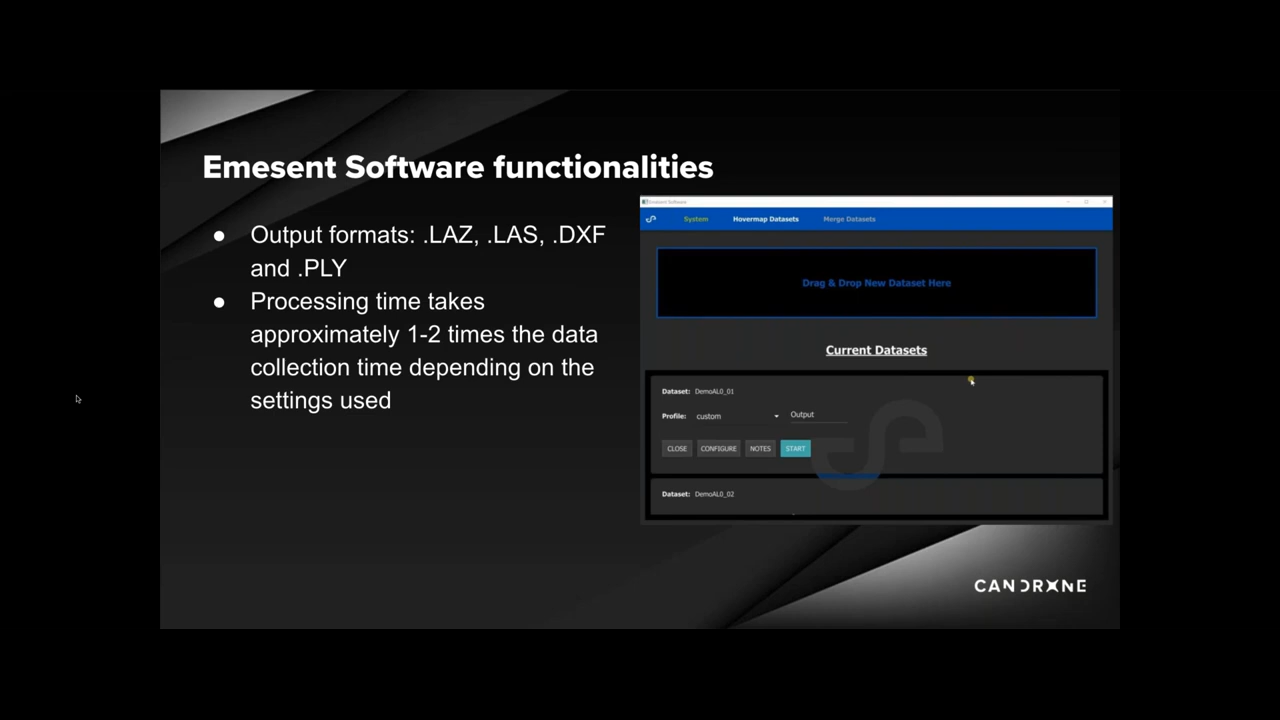 Emesent Software functionalities
● Output formats: .LAZ, .LAS, .DXF
and .PLY
● Processing time takes
approximately 1-2 times the data
collection time depending on the
settings used
Emesent Software
System Hovermap Datasets Merge Datasets
Drag & Drop New Dataset Here
Current Datasets
Dataset: DemoAL0_01
Profile: custom Output
CLOSE CONFIGURE NOTES START
Dataset: DemoAL0_02
CANDRONE